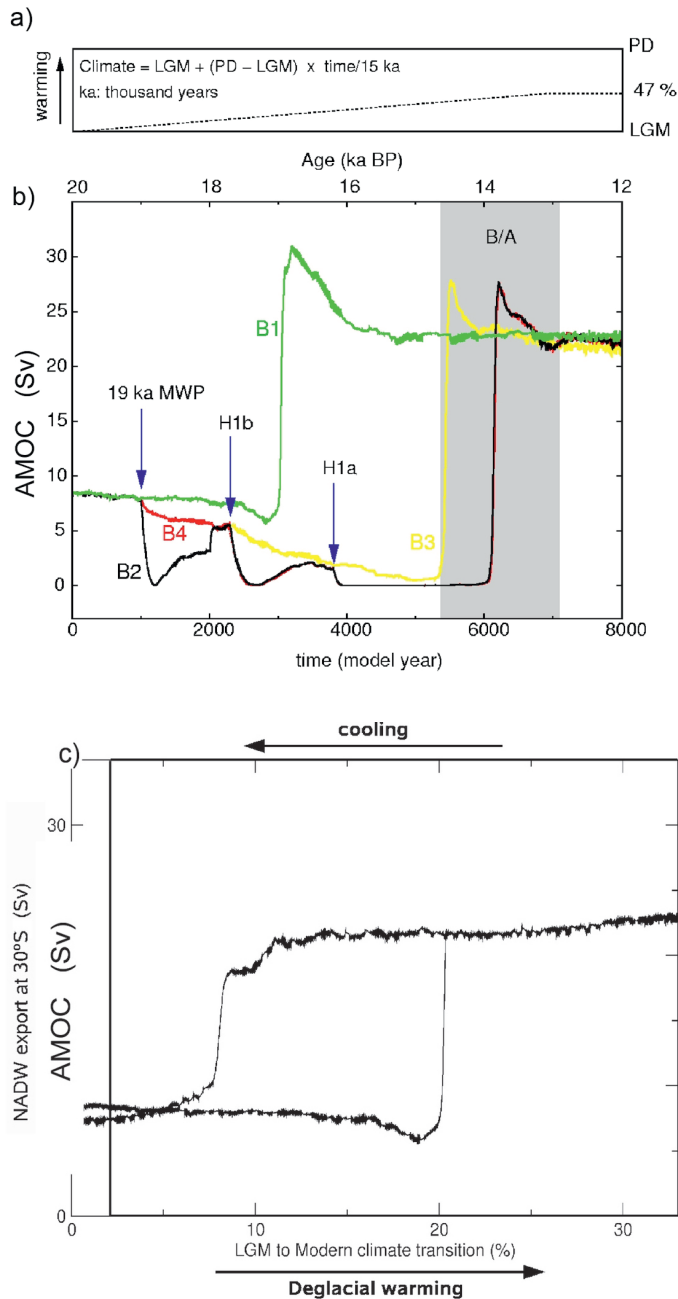 a)
PD
Climate = LGM + (PD − LGM) x time/15 ka
ka: thousand years
warming
47 %
LGM
Age (ka BP)
20 18 16 14 12
b)
B/A
30
25
20
15
10
5
0
AMOC (Sv)
B1
19 ka MWP
H1b
H1a
B4
B2
B3
0 2000 4000 6000 8000
time (model year)
cooling
c)
30
0
NADW export at 30ºS (Sv)
AMOC (Sv)
0 10 20 30
LGM to Modern climate transition (%)
Deglacial warming